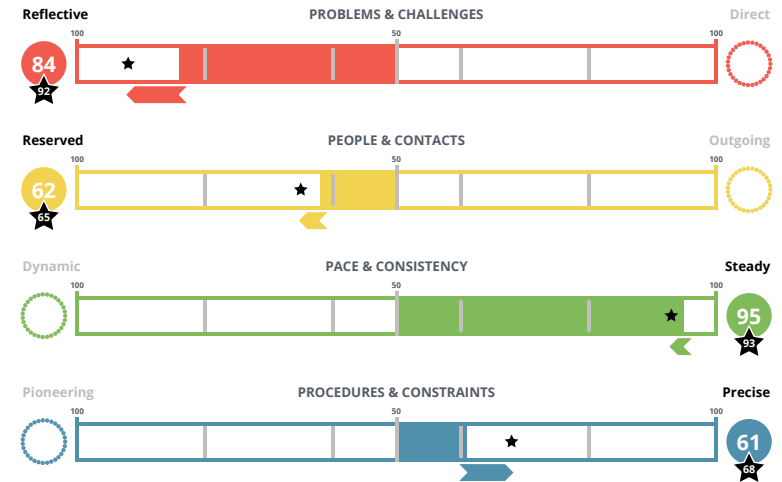 Reflective PROBLEMS & CHALLENGES Direct
100 50 100
84
92
Reserved PEOPLE & CONTACTS Outgoing
100 50 100
62
65
Dynamic PACE & CONSISTENCY Steady
100 50 100
95
93
Pioneering PROCEDURES & CONSTRAINTS Precise
100 50 100
61
68